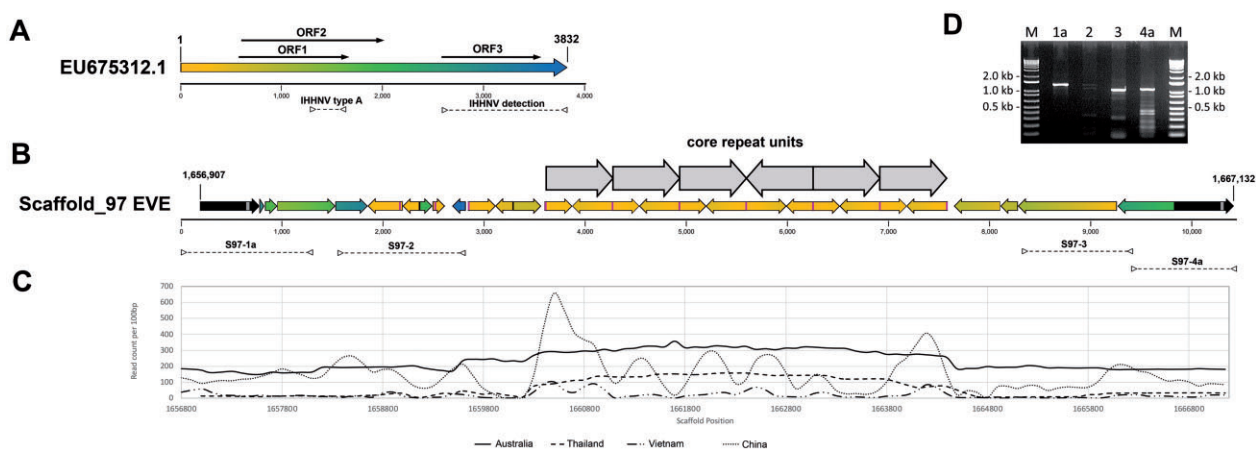 A
1
ORF2
3832
ORF1
ORF3
EU675312.1
0
1,000
2,000
3,000
4,000
IHHNV type A
IHHNV detection
D
M 1a 2 3 4a M
2.0 kb -
1.0 kb -
0.5 kb -
- 2.0 kb
- 1.0 kb
- 0.5 kb
B
core repeat units
1,656,907
1,667,132
Scaffold_97 EVE
0
1,000
2,000
3,000
4,000
5,000
6,000
7,000
8,000
9,000
10,000
S97-1a
S97-2
S97-3
S97-4a
C
Read count per 100bp
700
600
500
400
300
200
100
0
1656800
1657800
1658800
1659800
1660800
1661800
1662800
1663800
1664800
1665800
1666800
Scaffold Position
Australia
Thailand
Vietnam
China